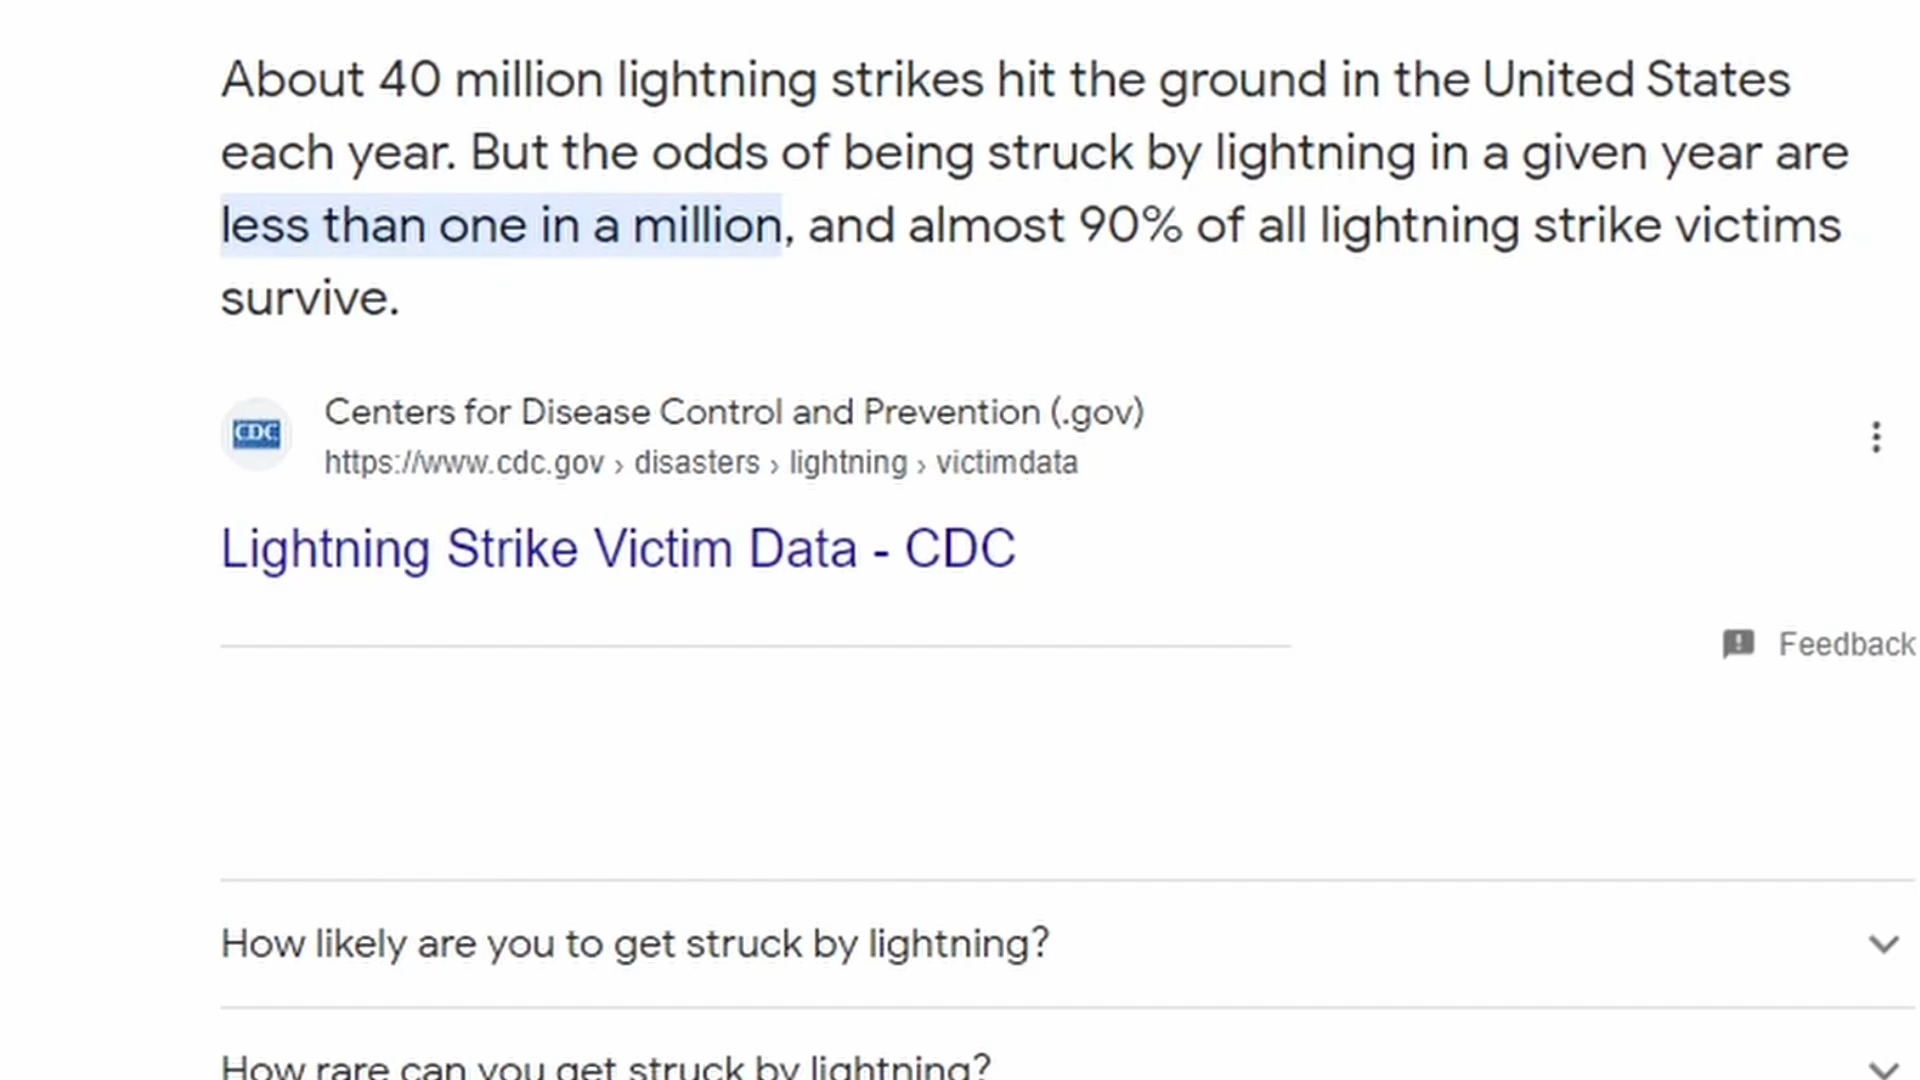 About 40 million lightning strikes hit the ground in the United States
each year. But the odds of being struck by lightning in a given year are
less than one in a million, and almost 90% of all lightning strike victims
survive.
CDC
Centers for Disease Control and Prevention (.gov)
https://www.cdc.gov › disasters › lightning › victimdata
Lightning Strike Victim Data - CDC
Feedback
How likely are you to get struck by lightning?
How rare can you get struck by lightning?